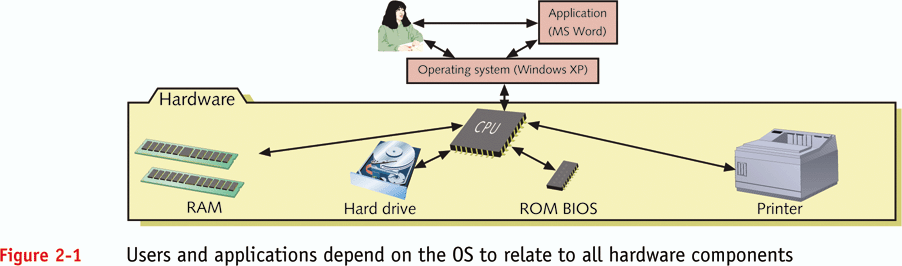 Application
(MS Word)
Operating system (Windows XP)
Hardware
CPU
RAM
Hard drive
ROM BIOS
Printer
Figure 2-1 Users and applications depend on the OS to relate to all hardware components